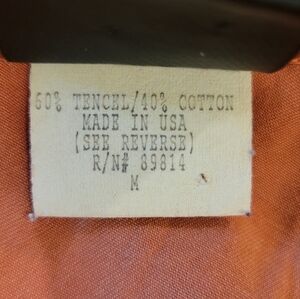 60% TENCEL/40% COTTON
MADE IN USA
(SEE REVERSE)
R/N# 89814
M